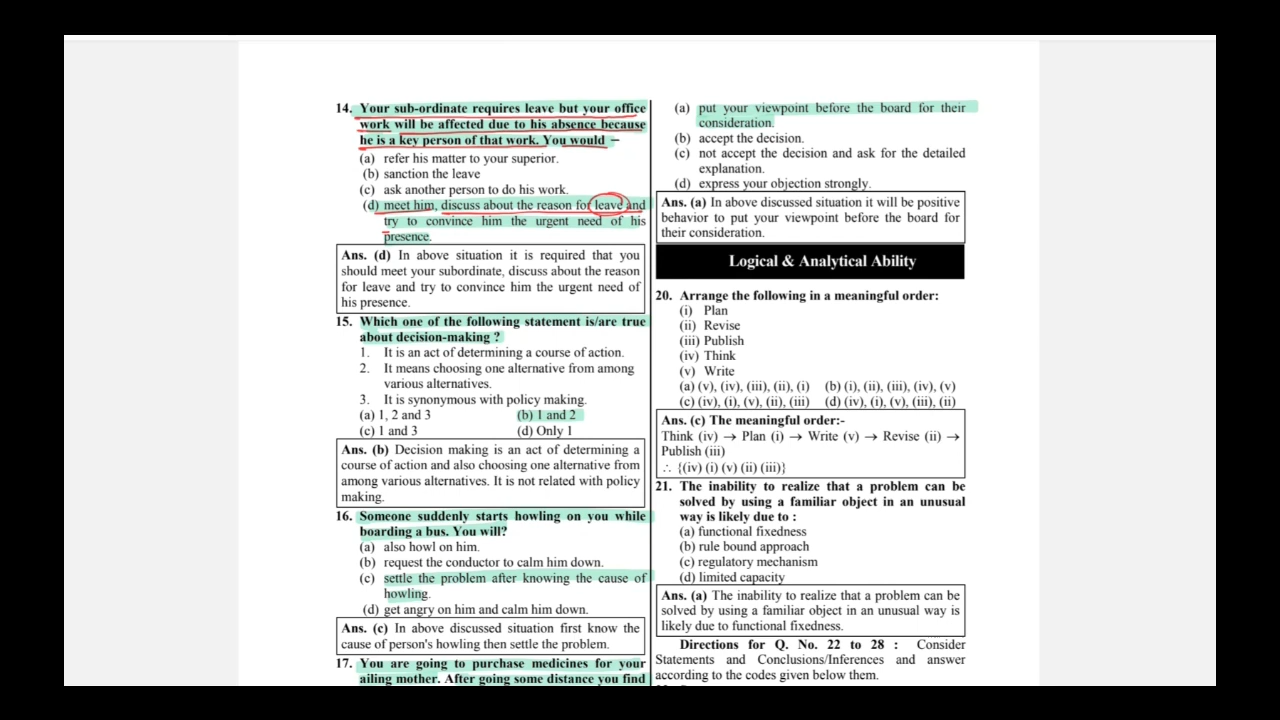 14. Your sub-ordinate requires leave but your office
work will be affected due to his absence because
he is a key person of that work. You would –
(a) refer his matter to your superior.
(b) sanction the leave
(c) ask another person to do his work.
(d) meet him, discuss about the reason for leave and
try to convince him the urgent need of his
presence.
Ans. (d) In above situation it is required that you
should meet your subordinate, discuss about the reason
for leave and try to convince him the urgent need of
his presence.
15. Which one of the following statement is/are true
about decision-making ?
1. It is an act of determining a course of action.
2. It means choosing one alternative from among
various alternatives.
3. It is synonymous with policy making.
(a) 1, 2 and 3 (b) 1 and 2
(c) 1 and 3 (d) Only 1
Ans. (b) Decision making is an act of determining a
course of action and also choosing one alternative from
among various alternatives. It is not related with policy
making.
16. Someone suddenly starts howling on you while
boarding a bus. You will?
(a) also howl on him.
(b) request the conductor to calm him down.
(c) settle the problem after knowing the cause of
howling.
(d) get angry on him and calm him down.
Ans. (c) In above discussed situation first know the
cause of person's howling then settle the problem.
17. You are going to purchase medicines for your
ailing mother. After going some distance you find
(a) put your viewpoint before the board for their
consideration.
(b) accept the decision.
(c) not accept the decision and ask for the detailed
explanation.
(d) express your objection strongly.
Ans. (a) In above discussed situation it will be positive
behavior to put your viewpoint before the board for
their consideration.
Logical & Analytical Ability
20. Arrange the following in a meaningful order:
(i) Plan
(ii) Revise
(iii) Publish
(iv) Think
(v) Write
(a) (v), (iv), (iii), (ii), (i) (b) (i), (ii), (iii), (iv), (v)
(c) (iv), (i), (v), (ii), (iii) (d) (iv), (i), (v), (iii), (ii)
Ans. (c) The meaningful order:-
Think (iv) → Plan (i) → Write (v) → Revise (ii) →
Publish (iii)
∴ {(iv) (i) (v) (ii) (iii)}
21. The inability to realize that a problem can be
solved by using a familiar object in an unusual
way is likely due to :
(a) functional fixedness
(b) rule bound approach
(c) regulatory mechanism
(d) limited capacity
Ans. (a) The inability to realize that a problem can be
solved by using a familiar object in an unusual way is
likely due to functional fixedness.
Directions for Q. No. 22 to 28 : Consider
Statements and Conclusions/Inferences and answer
according to the codes given below them.